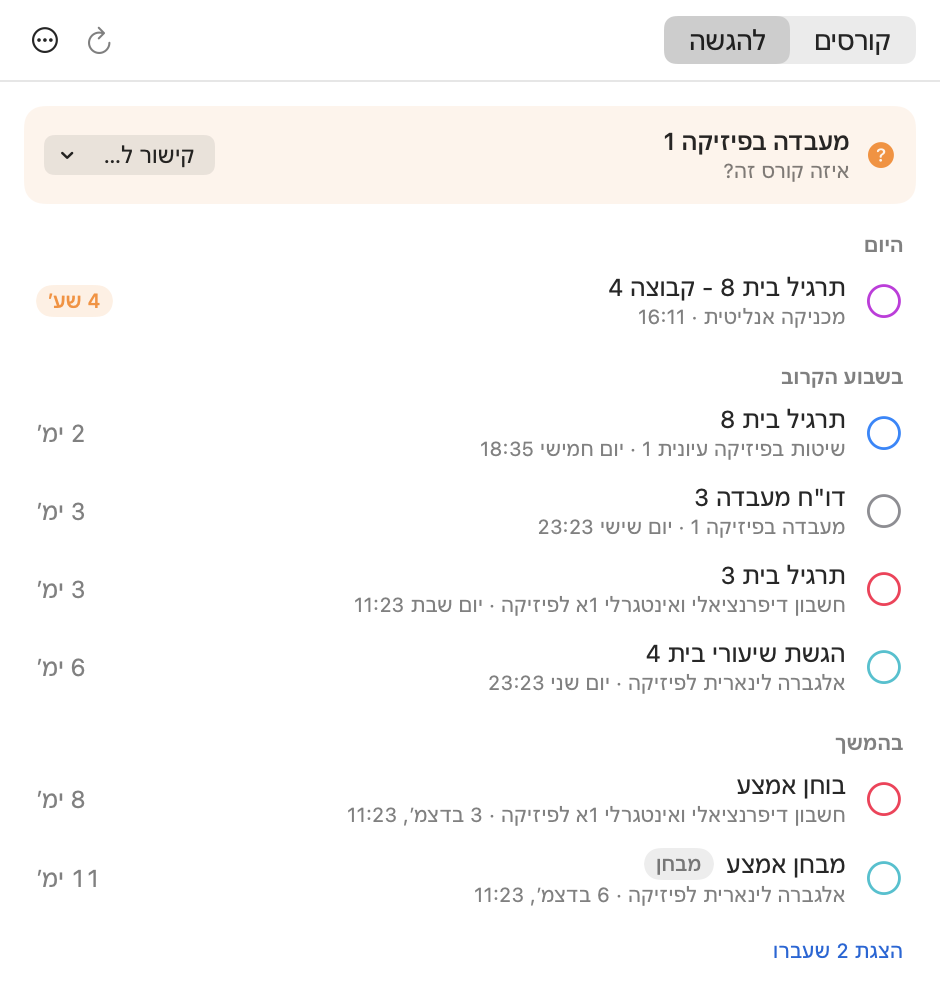 קורסים
להגשה
מעבדה בפיזיקה 1
איזה קורס זה?
קישור ל...
היום
תרגיל בית 8 - קבוצה 4
מכניקה אנליטית · 16:11
4 שע׳
בשבוע הקרוב
תרגיל בית 8
שיטות בפיזיקה עיונית 1 · יום חמישי 18:35
2 ימ׳
דו"ח מעבדה 3
מעבדה בפיזיקה 1 · יום שישי 23:23
3 ימ׳
תרגיל בית 3
חשבון דיפרנציאלי ואינטגרלי 1א לפיזיקה · יום שבת 11:23
3 ימ׳
הגשת שיעורי בית 4
אלגברה לינארית לפיזיקה · יום שני 23:23
6 ימ׳
בהמשך
בוחן אמצע
חשבון דיפרנציאלי ואינטגרלי 1א לפיזיקה · 3 בדצמ׳, 11:23
8 ימ׳
מבחן אמצע מבחן
אלגברה לינארית לפיזיקה · 6 בדצמ׳, 11:23
11 ימ׳
הצגת 2 שעברו